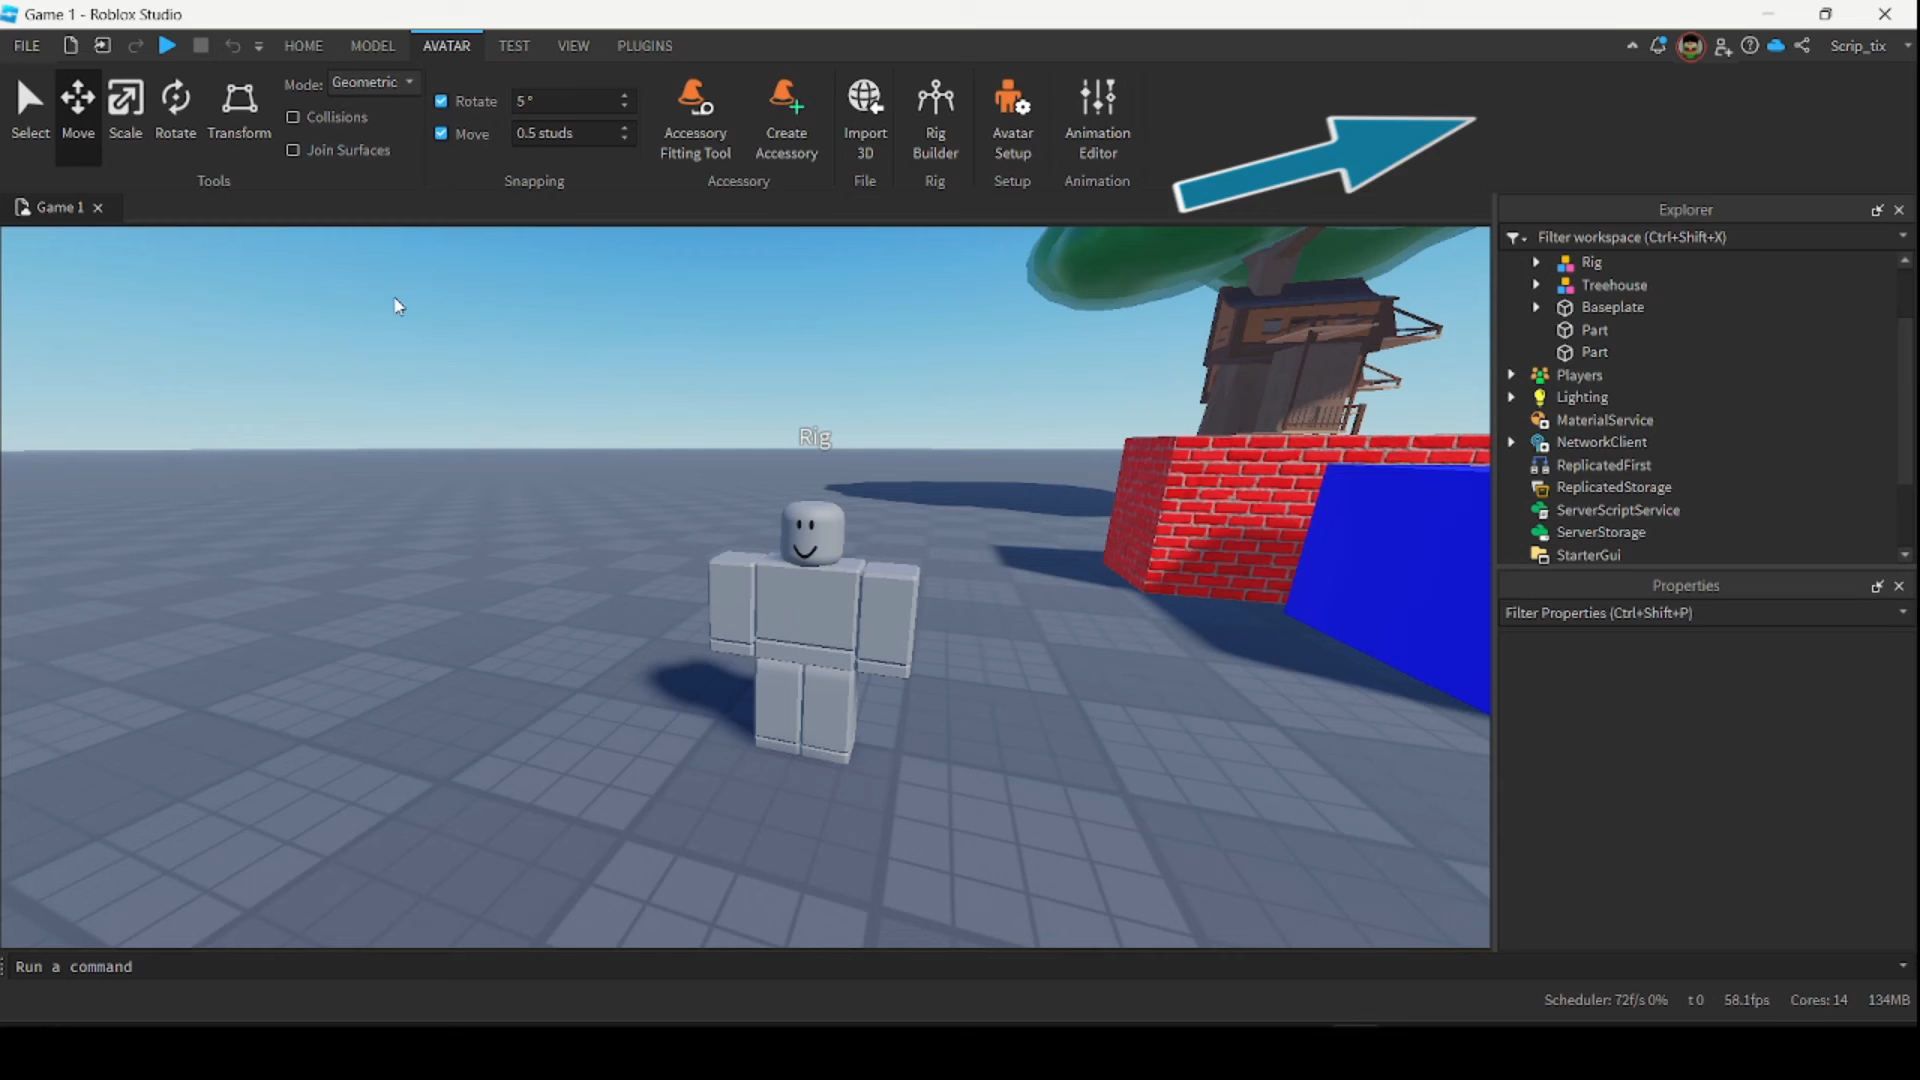 Game 1 - Roblox Studio
FILE HOME MODEL AVATAR TEST VIEW PLUGINS Scrip_tix
Select Move Scale Rotate Transform
Mode: Geometric
Collisions
Join Surfaces
Tools
Rotate 5°
Move 0.5 studs
Snapping
Accessory
Fitting Tool
Create
Accessory
Accessory
Import
3D
File
Rig
Builder
Rig
Avatar
Setup
Setup
Animation
Editor
Animation
Game 1
Rig
Explorer
Filter workspace (Ctrl+Shift+X)
Rig
Treehouse
Baseplate
Part
Part
Players
Lighting
MaterialService
NetworkClient
ReplicatedFirst
ReplicatedStorage
ServerScriptService
ServerStorage
StarterGui
Properties
Filter Properties (Ctrl+Shift+P)
Run a command
Scheduler: 72f/s 0% t 0 58.1fps Cores: 14 134MB